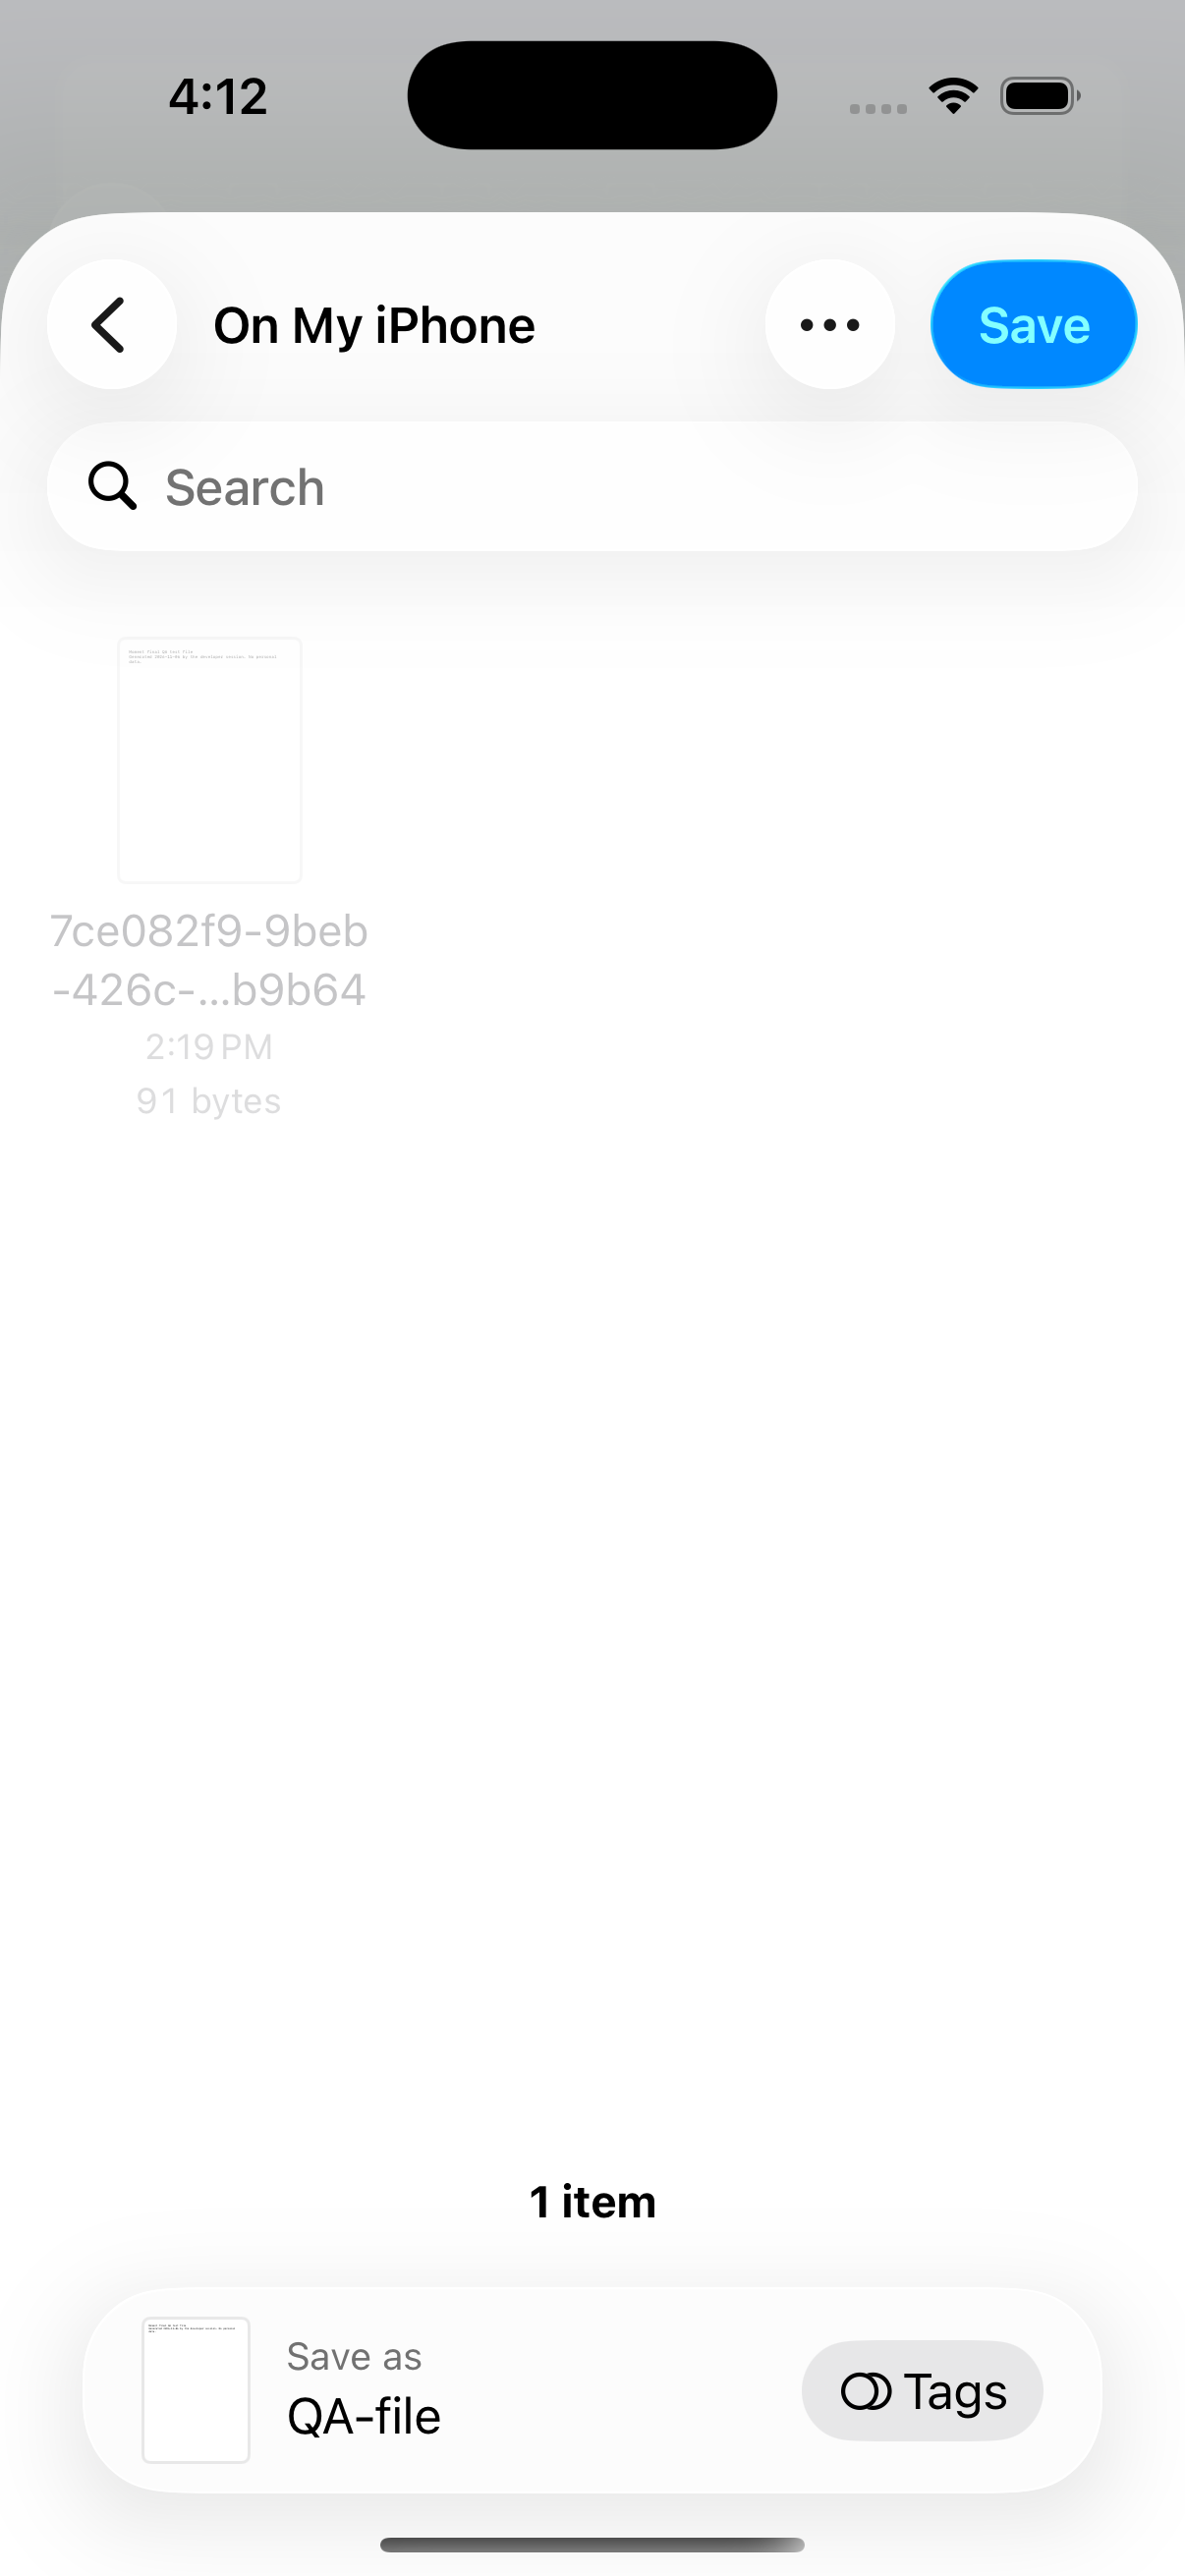 4:12
On My iPhone
Save
Search
7ce082f9-9beb
-426c-...b9b64
2:19 PM
91 bytes
1 item
Save as
QA-file
Tags